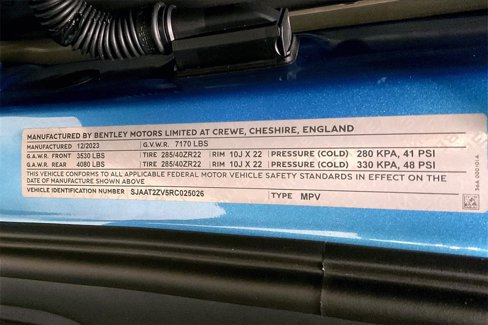 MANUFACTURED BY BENTLEY MOTORS LIMITED AT CREWE, CHESHIRE, ENGLAND
MANUFACTURED 12/2023 G.V.W.R. 7170 LBS
G.A.W.R. FRONT 3530 LBS TIRE 285/40ZR22 RIM 10J X 22 PRESSURE (COLD) 280 KPA, 41 PSI
G.A.W.R. REAR 4080 LBS TIRE 285/40ZR22 RIM 10J X 22 PRESSURE (COLD) 330 KPA, 48 PSI
THIS VEHICLE CONFORMS TO ALL APPLICABLE FEDERAL MOTOR VEHICLE SAFETY STANDARDS IN EFFECT ON THE
DATE OF MANUFACTURE SHOWN ABOVE
VEHICLE IDENTIFICATION NUMBER SJAAT2ZV5RC025026 TYPE MPV